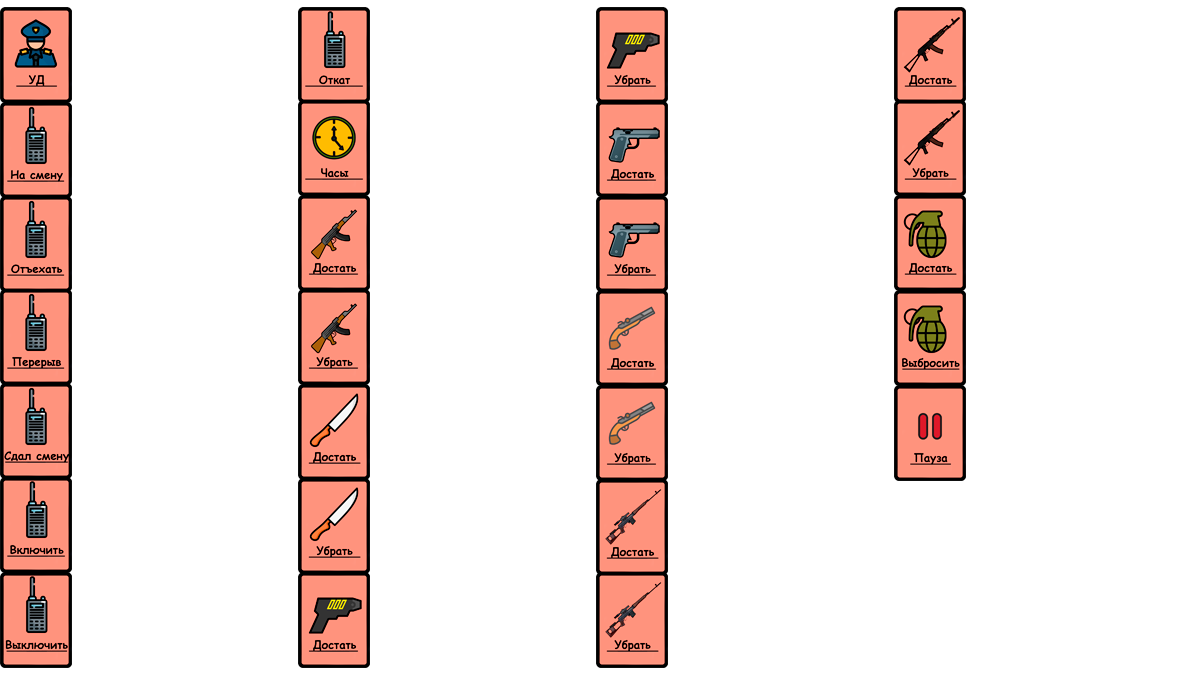 УД
На смену
Отъехать
Перерыв
Сдал смену
Включить
Выключить
Откат
Часы
Достать
Убрать
Достать
Убрать
Достать
Убрать
Достать
Убрать
Достать
Убрать
Достать
Убрать
Достать
Убрать
Достать
Выбросить
Пауза